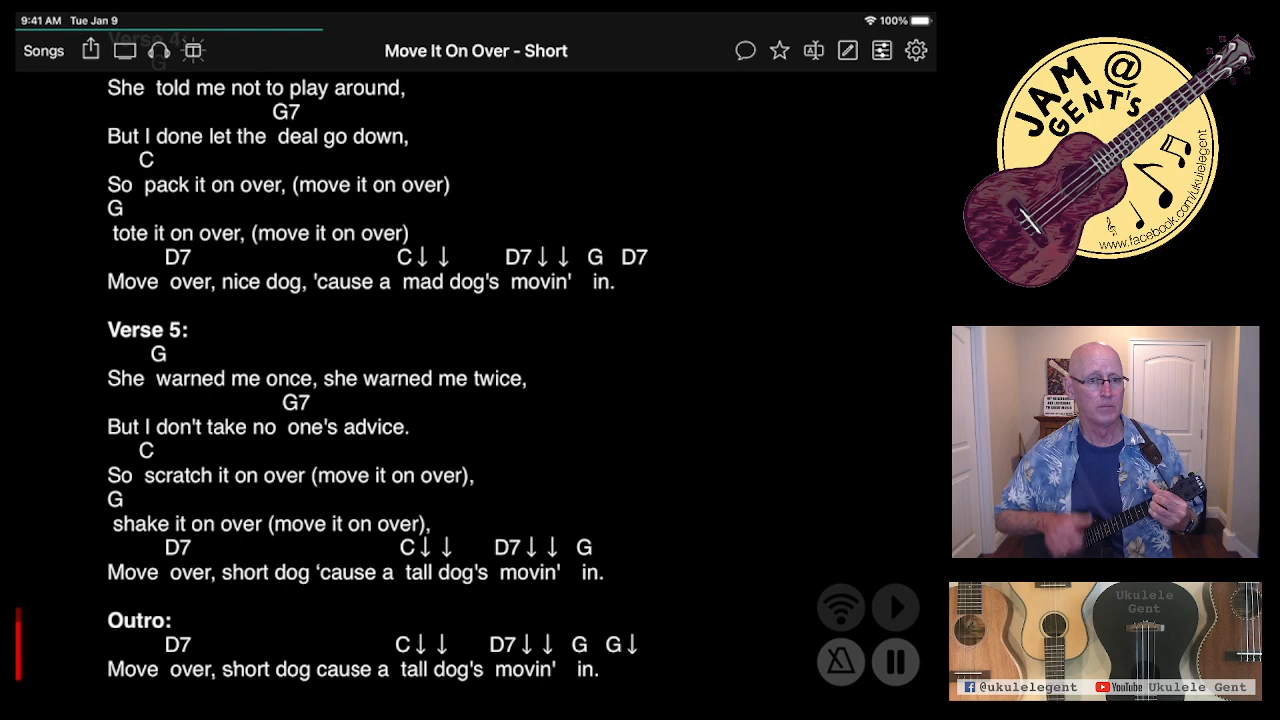 9:41 AM Tue Jan 9
100%
Songs
Move It On Over - Short
Verse 4:
G
She told me not to play around,
G7
But I done let the deal go down,
C
So pack it on over, (move it on over)
G
tote it on over, (move it on over)
D7 C↓ ↓ D7↓ ↓ G D7
Move over, nice dog, 'cause a mad dog's movin' in.
Verse 5:
G
She warned me once, she warned me twice,
G7
But I don't take no one's advice.
C
So scratch it on over (move it on over),
G
shake it on over (move it on over),
D7 C↓ ↓ D7↓ ↓ G
Move over, short dog ‘cause a tall dog's movin' in.
Outro:
D7 C↓ ↓ D7↓ ↓ G G↓
Move over, short dog cause a tall dog's movin' in.
JAM @
GENT'S
www.facebook.com/ukulelegent
Ukulele
Gent
@ukulelegent
YouTube Ukulele Gent